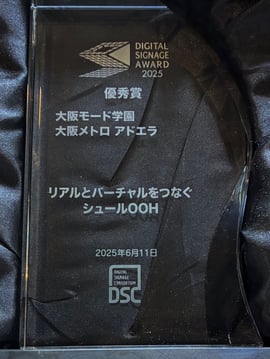 DIGITAL
SIGNAGE
AWARD
2025
優秀賞
大阪モード学園
大阪メトロ アドエラ
リアルとバーチャルをつなぐ
シュールOOH
2025年6月11日
DIGITAL
SIGNAGE
CONSORTIUM
DSC